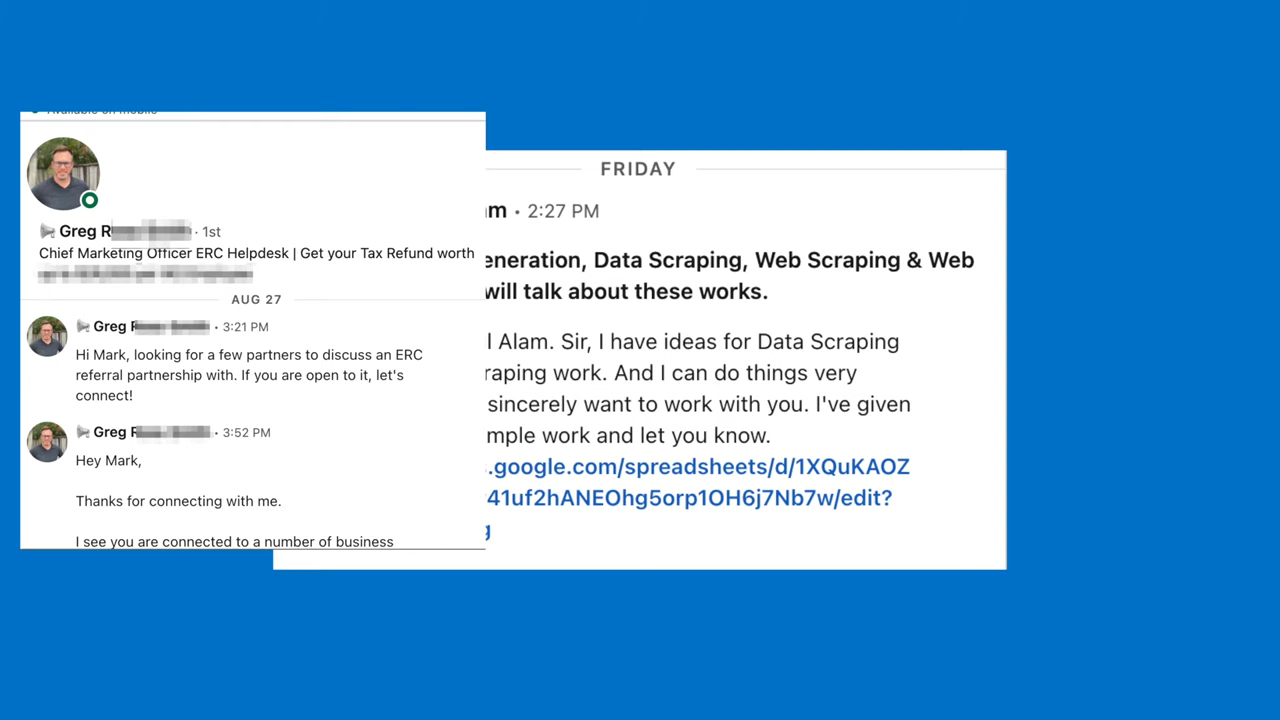 Available on mobile
Greg R · 1st
Chief Marketing Officer ERC Helpdesk | Get your Tax Refund worth
AUG 27
Greg R • 3:21 PM
Hi Mark, looking for a few partners to discuss an ERC
referral partnership with. If you are open to it, let's
connect!
Greg R • 3:52 PM
Hey Mark,
Thanks for connecting with me.
I see you are connected to a number of business
FRIDAY
am • 2:27 PM
eneration, Data Scraping, Web Scraping & Web
will talk about these works.
l Alam. Sir, I have ideas for Data Scraping
raping work. And I can do things very
sincerely want to work with you. I've given
mple work and let you know.
.google.com/spreadsheets/d/1XQuKAOZ
41uf2hANEOhg5orp1OH6j7Nb7w/edit?
g